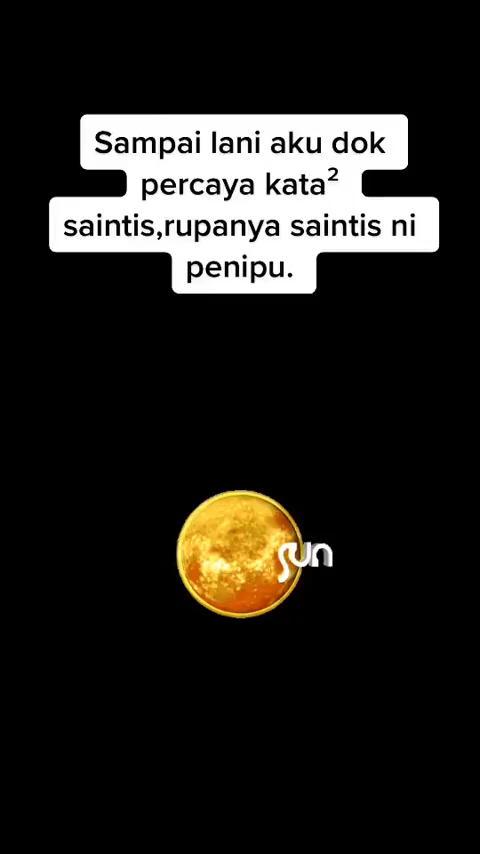 Sampai lani aku dok
percaya kata²
saintis,rupanya saintis ni
penipu.
sun